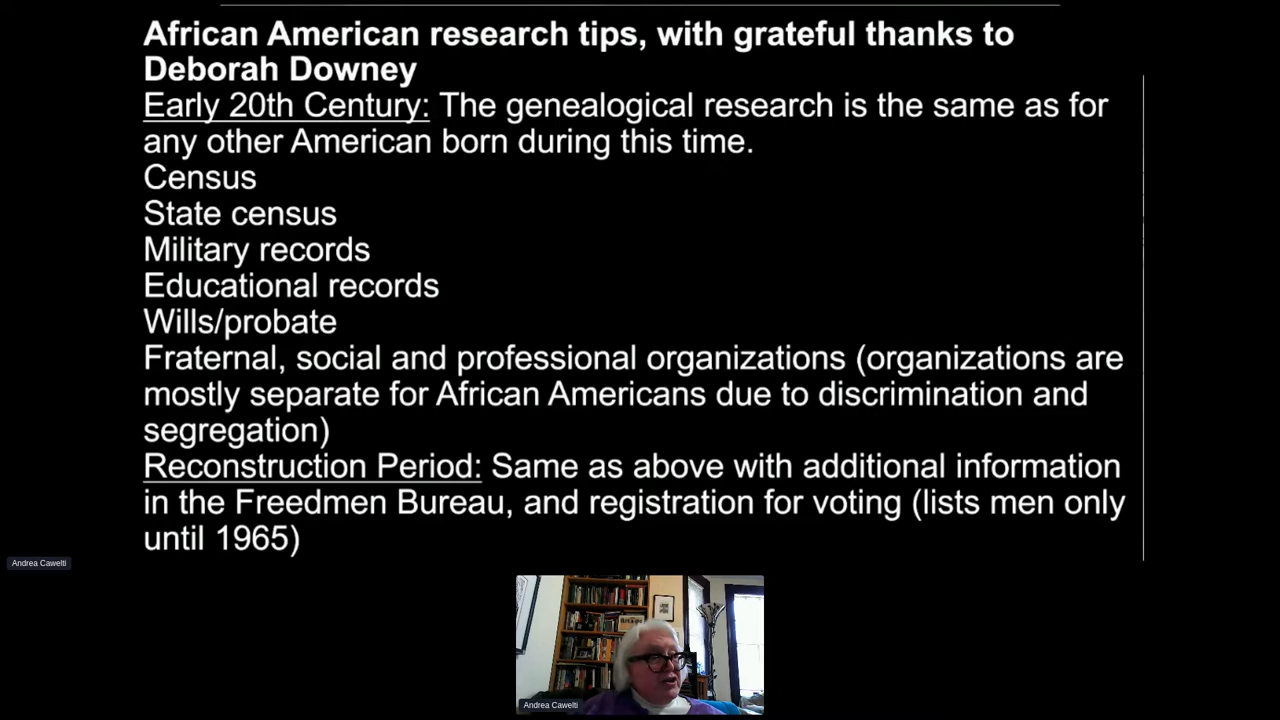 African American research tips, with grateful thanks to
Deborah Downey
Early 20th Century: The genealogical research is the same as for
any other American born during this time.
Census
State census
Military records
Educational records
Wills/probate
Fraternal, social and professional organizations (organizations are
mostly separate for African Americans due to discrimination and
segregation)
Reconstruction Period: Same as above with additional information
in the Freedmen Bureau, and registration for voting (lists men only
until 1965)
Andrea Cawelti
Andrea Cawelti